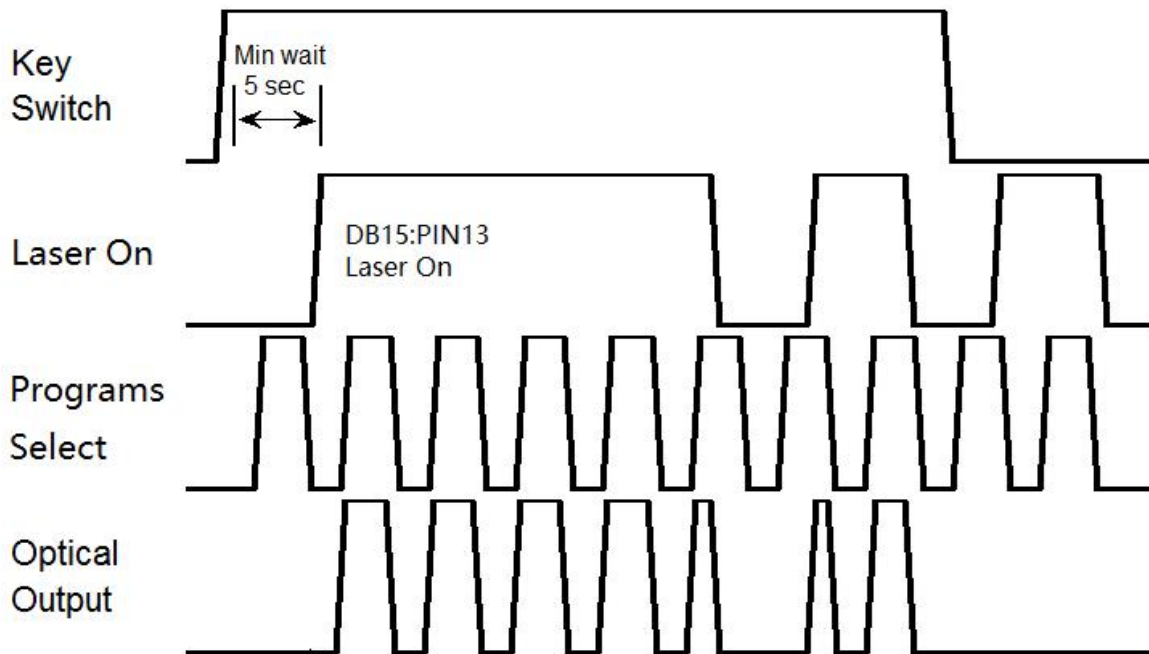 Key
Switch
Min wait
5 sec
Laser On
DB15:PIN13
Laser On
Programs
Select
Optical
Output